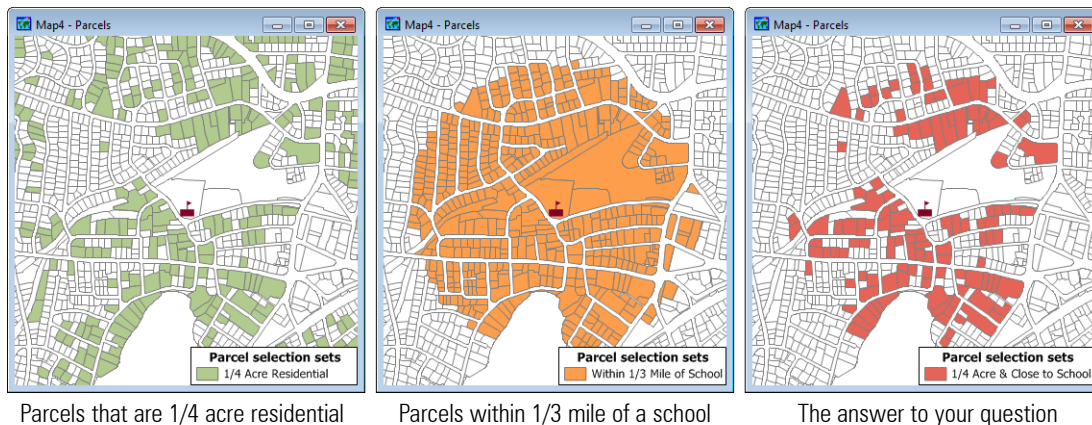 Map4 - Parcels
Parcel selection sets
1/4 Acre Residential
Parcels that are 1/4 acre residential
Map4 - Parcels
Parcel selection sets
Within 1/3 Mile of School
Parcels within 1/3 mile of a school
Map4 - Parcels
Parcel selection sets
1/4 Acre & Close to School
The answer to your question